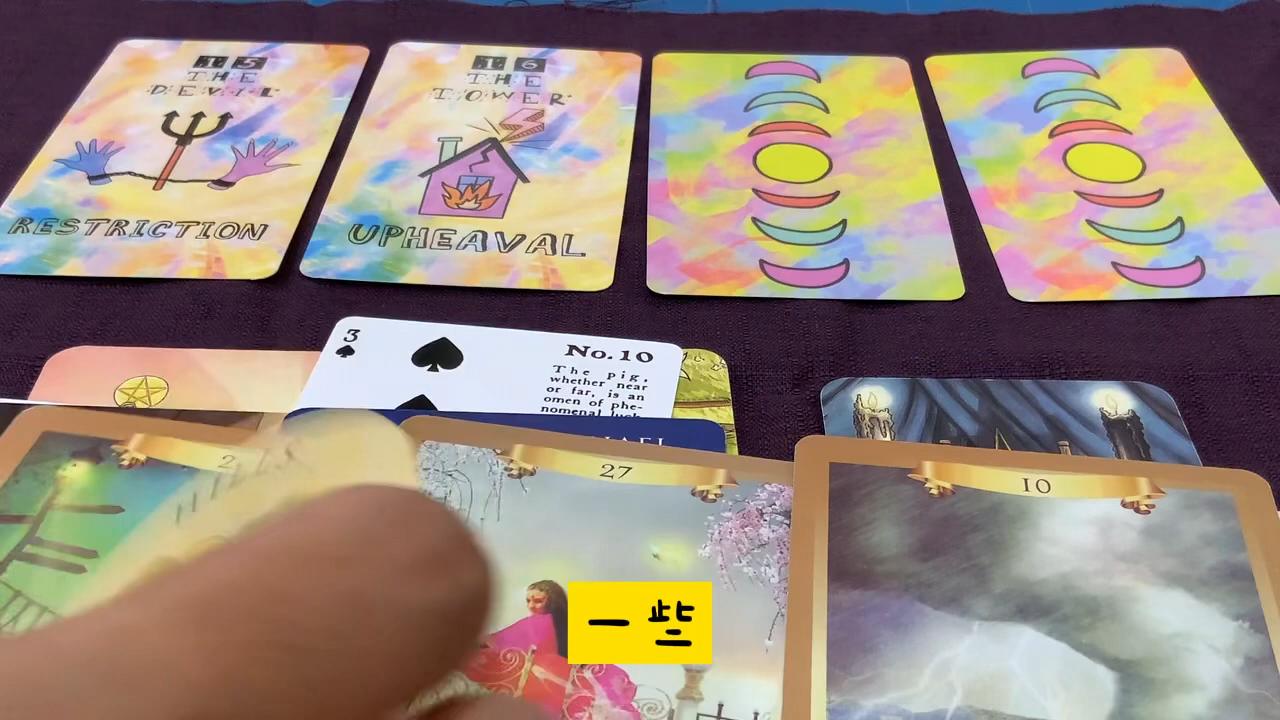 15
THE
DEVIL
RESTRICTION
16
THE
TOWER
UPHEAVAL
3
No.10
The pig,
whether near
or far, is an
omen of phe-
nomenal luck
2
27
10
一些